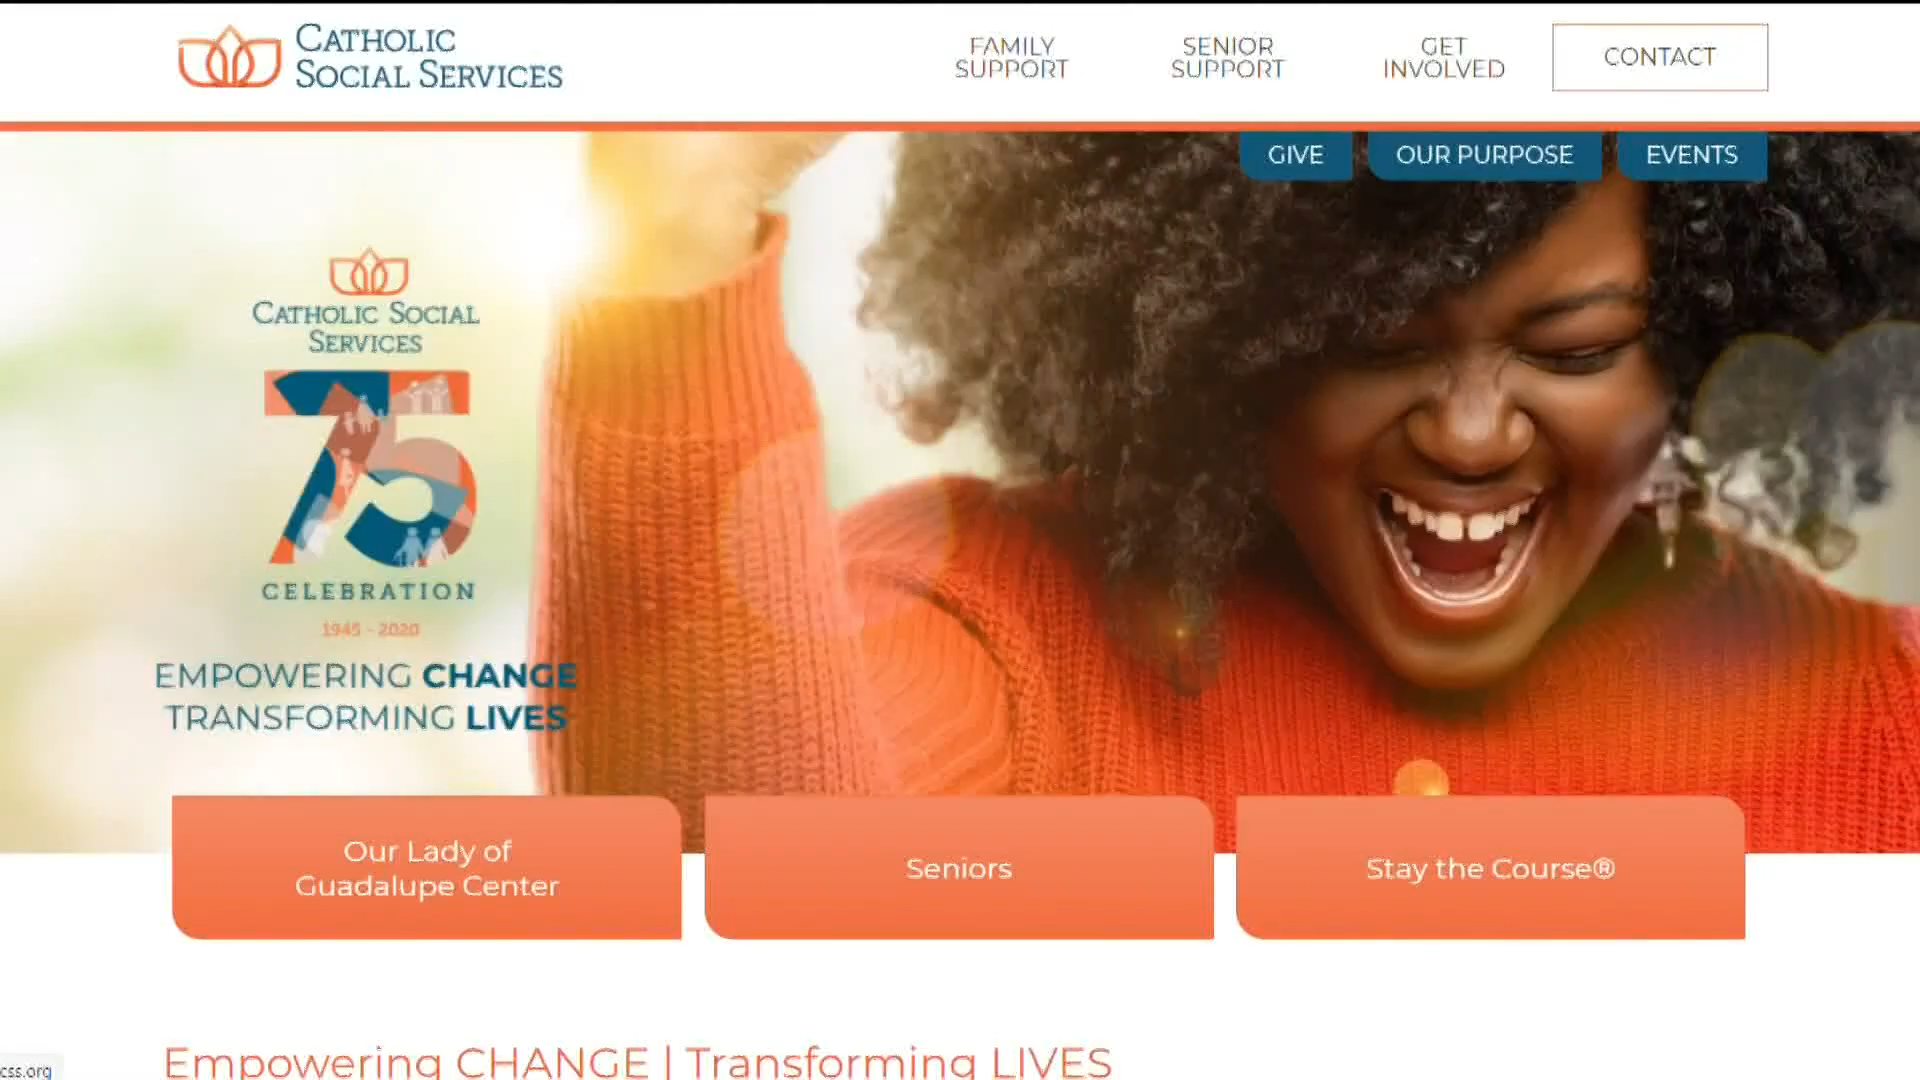 CATHOLIC
SOCIAL SERVICES
FAMILY
SUPPORT
SENIOR
SUPPORT
GET
INVOLVED
CONTACT
GIVE
OUR PURPOSE
EVENTS
CATHOLIC SOCIAL
SERVICES
75
CELEBRATION
1945 - 2020
EMPOWERING CHANGE
TRANSFORMING LIVES
Our Lady of
Guadalupe Center
Seniors
Stay the Course®
Empowering CHANGE | Transforming LIVES
css.org